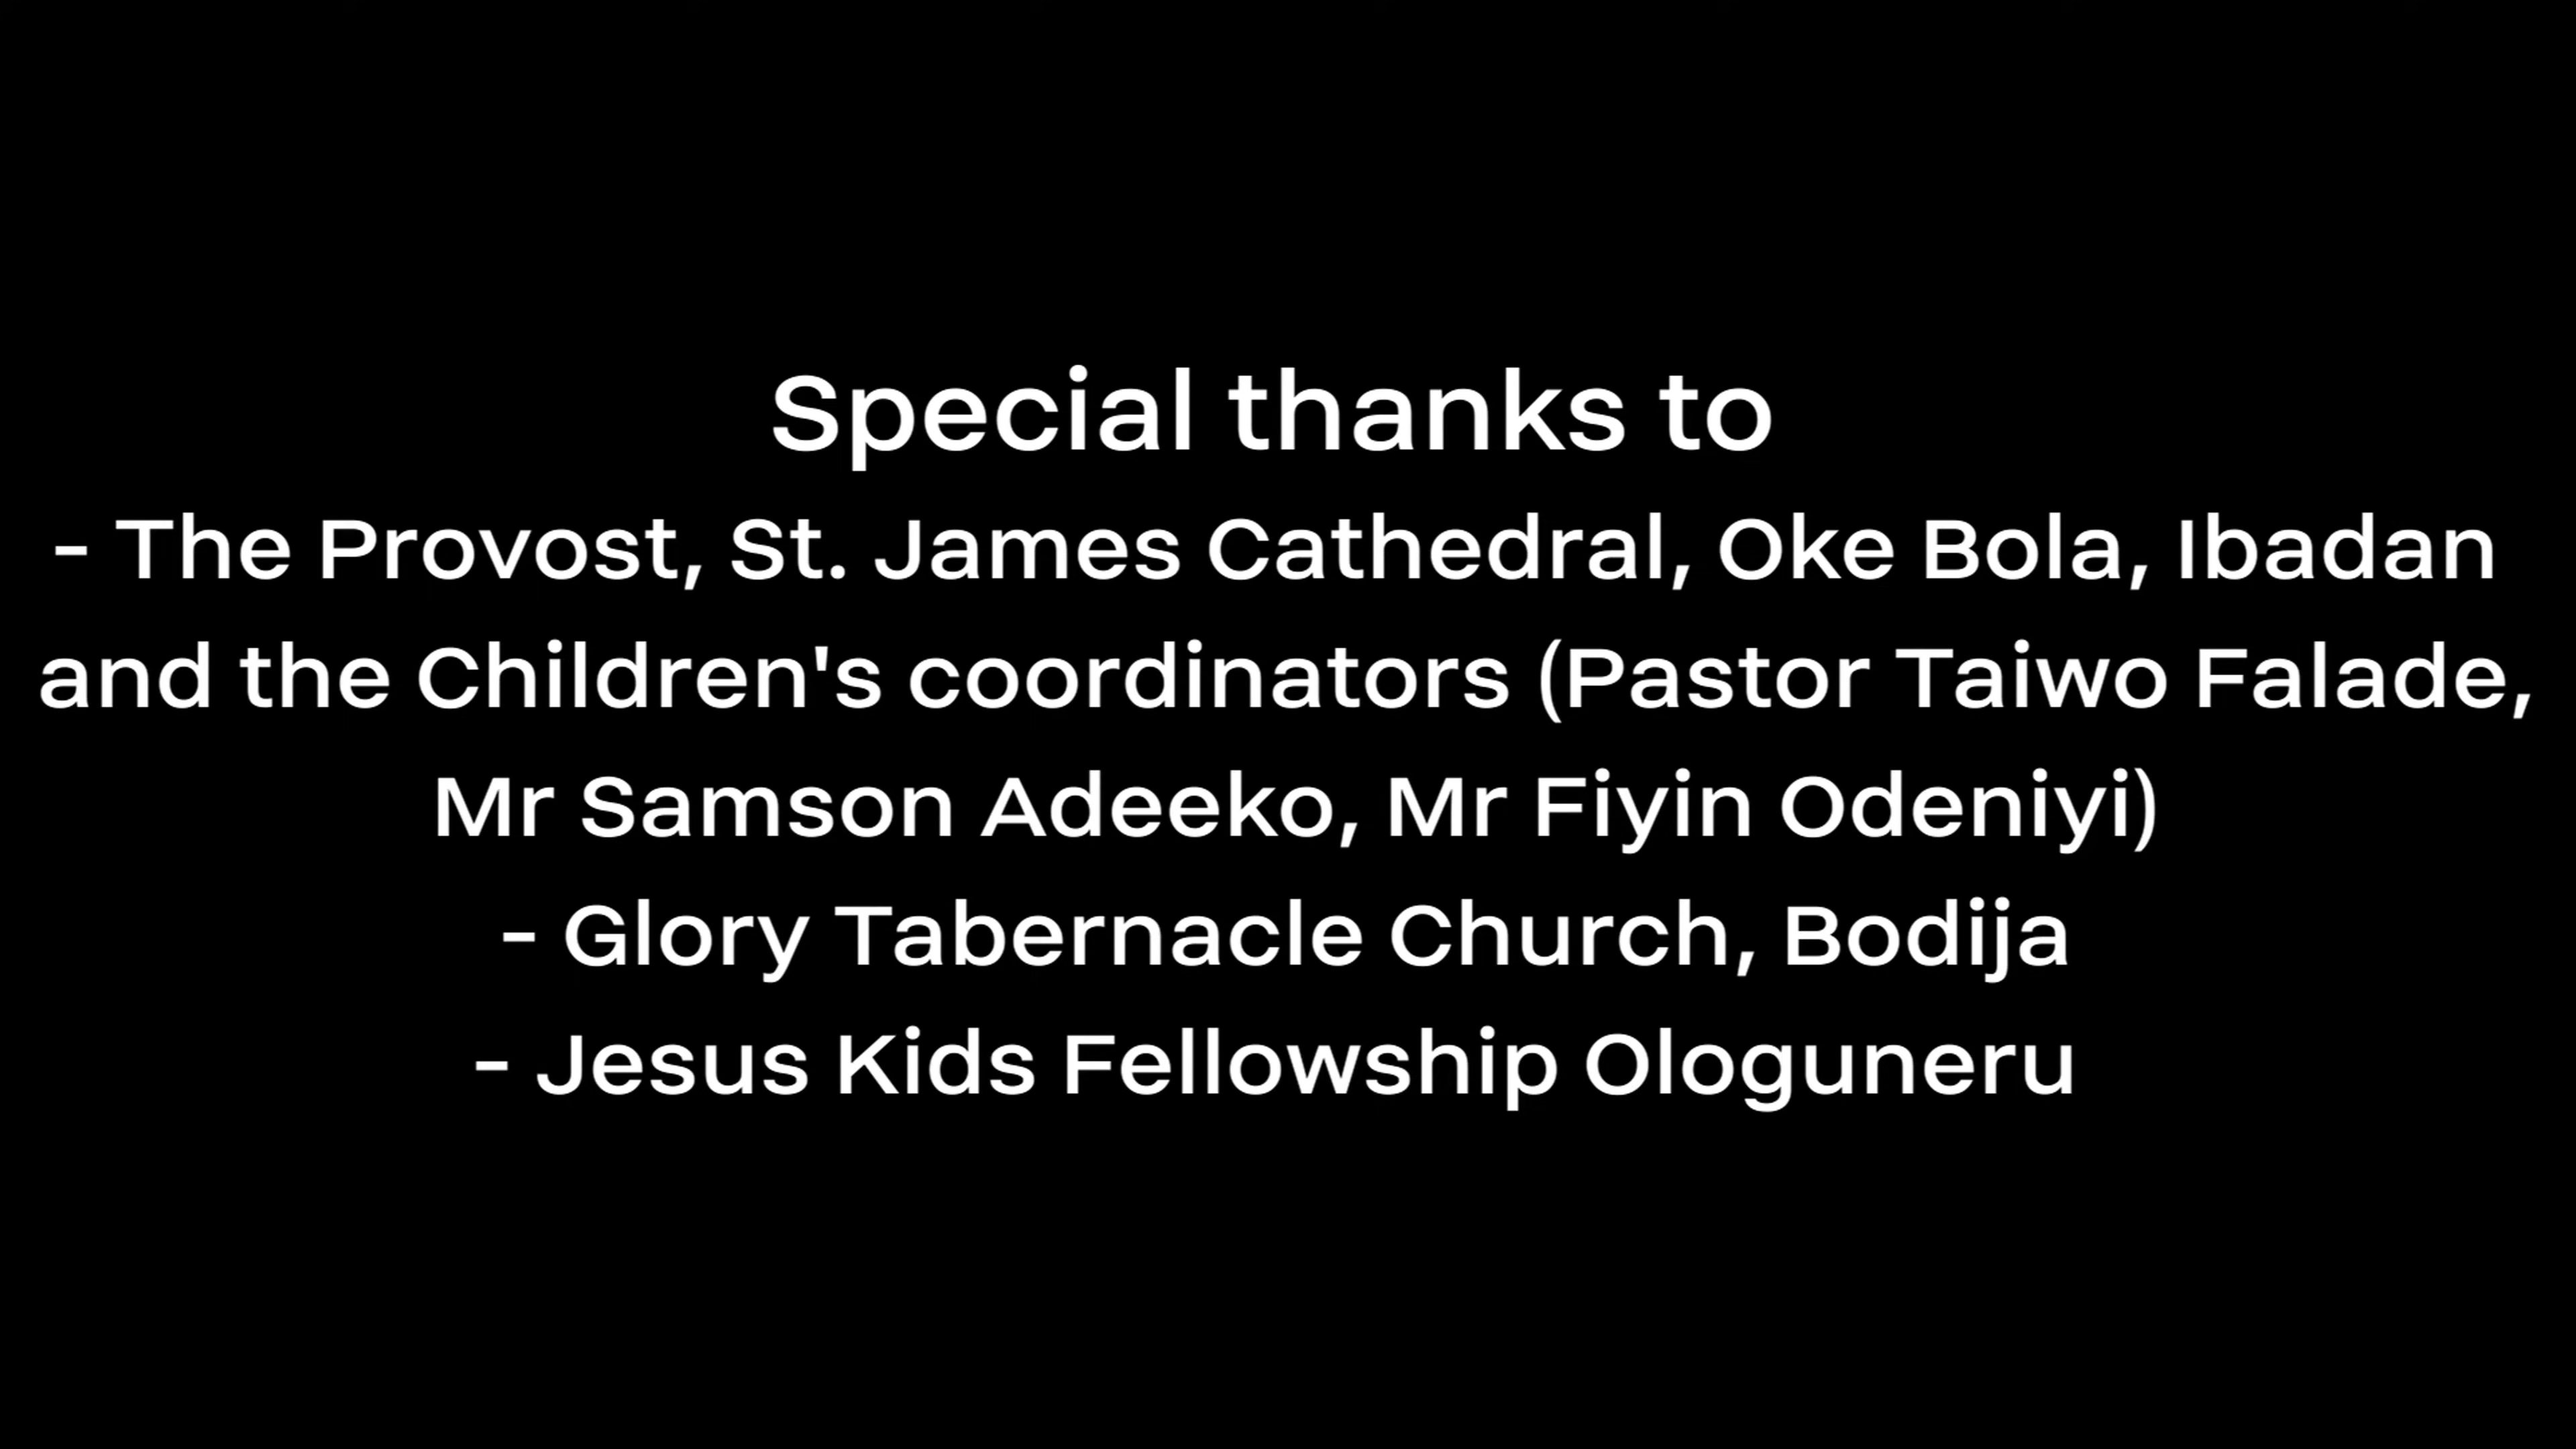 Special thanks to
- The Provost, St. James Cathedral, Oke Bola, Ibadan
and the Children's coordinators (Pastor Taiwo Falade,
Mr Samson Adeeko, Mr Fiyin Odeniyi)
- Glory Tabernacle Church, Bodija
- Jesus Kids Fellowship Ologuneru